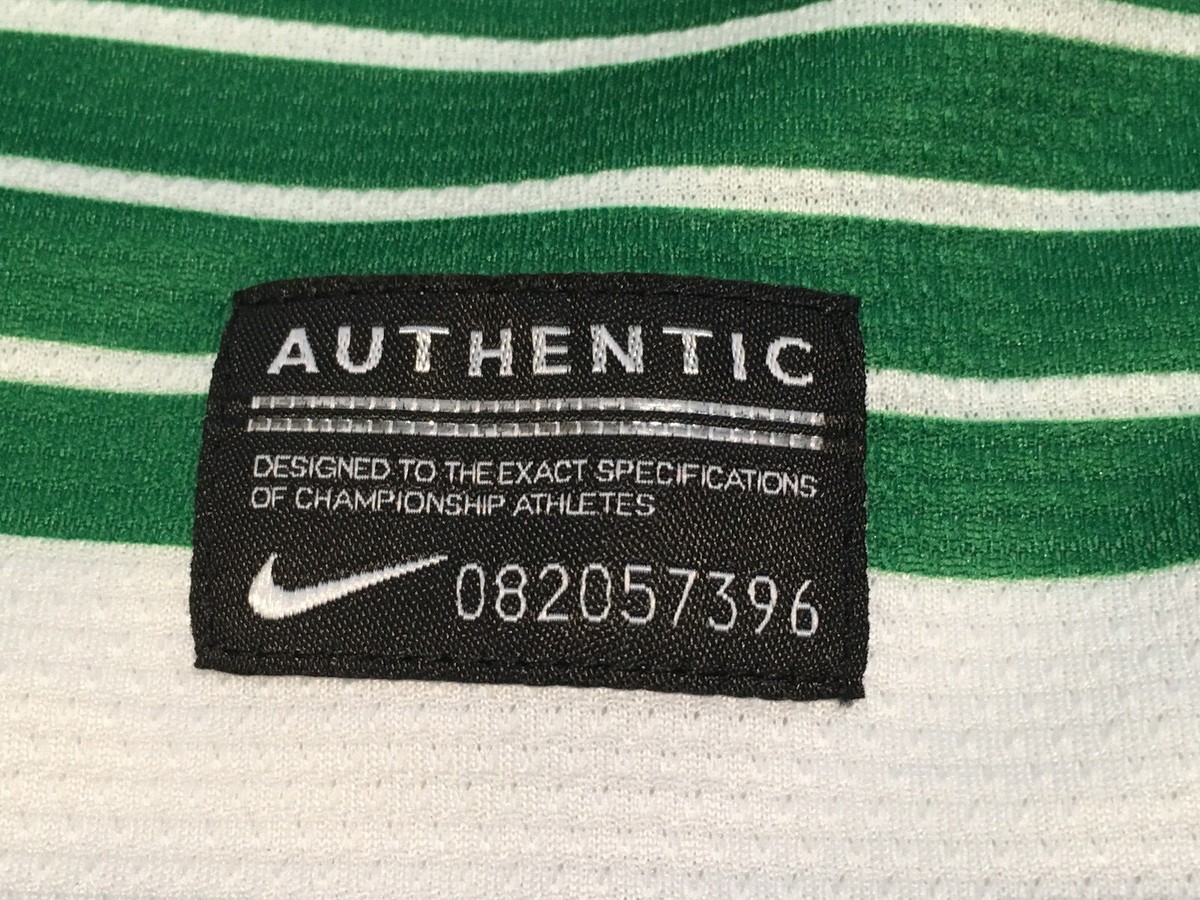 AUTHENTIC
DESIGNED TO THE EXACT SPECIFICATIONS
OF CHAMPIONSHIP ATHLETES
082057396